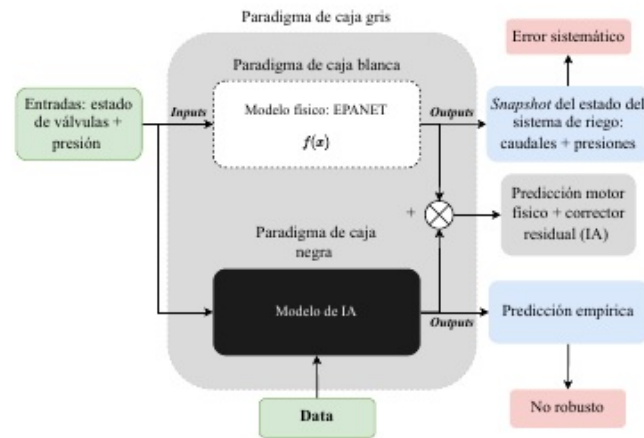 Paradigma de caja gris
Error sistemático
Paradigma de caja blanca
Entradas: estado
de válvulas +
presión
Inputs
Modelo físico: EPANET
f(x)
Outputs
Snapshot del estado del
sistema de riego:
caudales + presiones
+
Predicción motor
físico + corrector
residual (IA)
Paradigma de caja
negra
Modelo de IA
Outputs
Predicción empírica
Data
No robusto